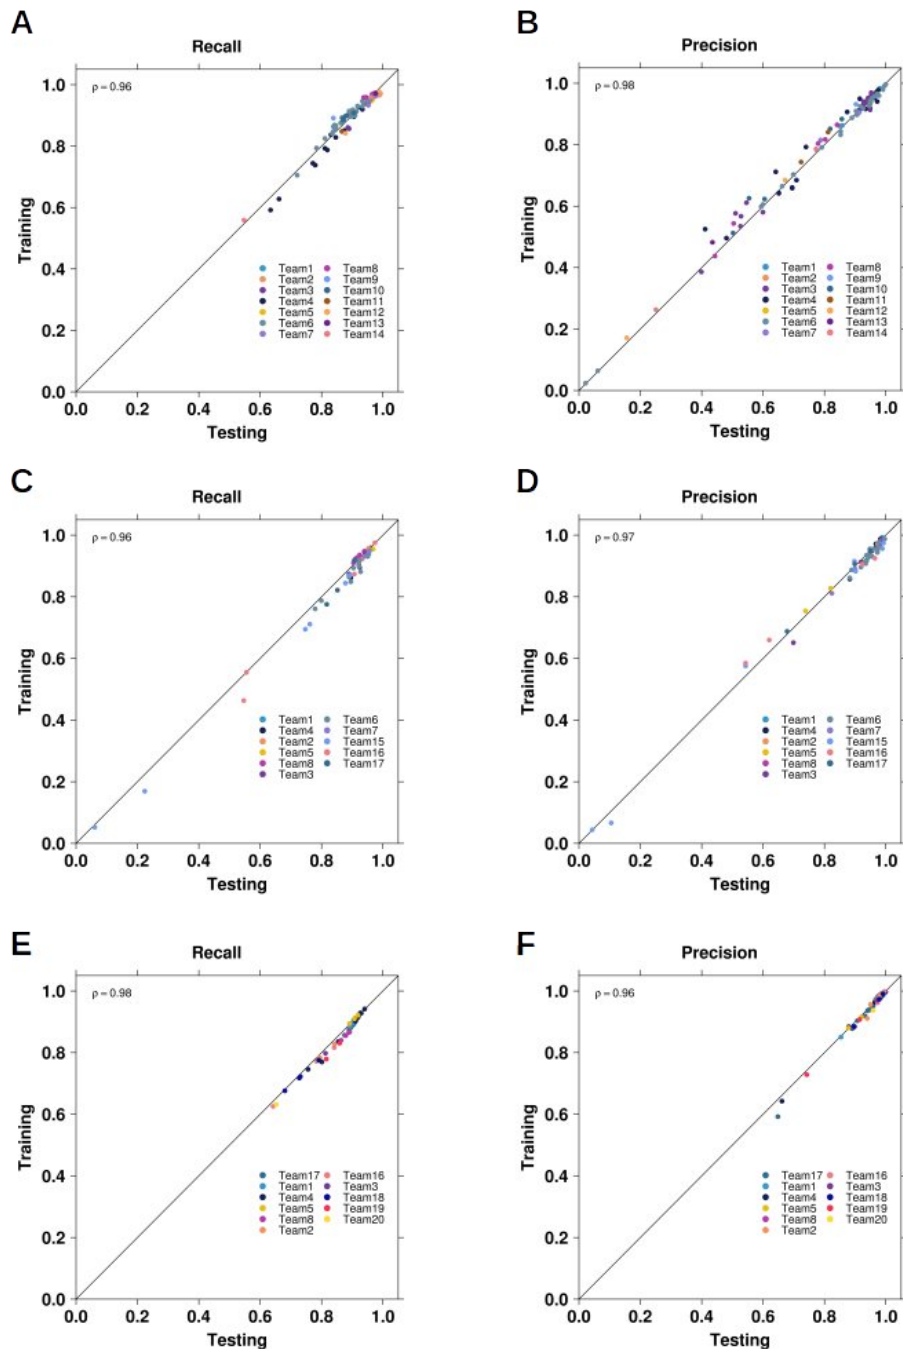 A
Recall
ρ = 0.96
1.0
0.8
0.6
0.4
0.2
0.0
Training
Team1 Team8
Team2 Team9
Team3 Team10
Team4 Team11
Team5 Team12
Team6 Team13
Team7 Team14
0.0 0.2 0.4 0.6 0.8 1.0
Testing
B
Precision
ρ = 0.98
1.0
0.8
0.6
0.4
0.2
0.0
Training
Team1 Team8
Team2 Team9
Team3 Team10
Team4 Team11
Team5 Team12
Team6 Team13
Team7 Team14
0.0 0.2 0.4 0.6 0.8 1.0
Testing
C
Recall
ρ = 0.96
1.0
0.8
0.6
0.4
0.2
0.0
Training
Team1 Team6
Team4 Team7
Team2 Team15
Team5 Team16
Team8 Team17
Team3
0.0 0.2 0.4 0.6 0.8 1.0
Testing
D
Precision
ρ = 0.97
1.0
0.8
0.6
0.4
0.2
0.0
Training
Team1 Team6
Team4 Team7
Team2 Team15
Team5 Team16
Team8 Team17
Team3
0.0 0.2 0.4 0.6 0.8 1.0
Testing
E
Recall
ρ = 0.98
1.0
0.8
0.6
0.4
0.2
0.0
Training
Team17 Team16
Team1 Team3
Team4 Team18
Team5 Team19
Team8 Team20
Team2
0.0 0.2 0.4 0.6 0.8 1.0
Testing
F
Precision
ρ = 0.96
1.0
0.8
0.6
0.4
0.2
0.0
Training
Team17 Team16
Team1 Team3
Team4 Team18
Team5 Team19
Team8 Team20
Team2
0.0 0.2 0.4 0.6 0.8 1.0
Testing